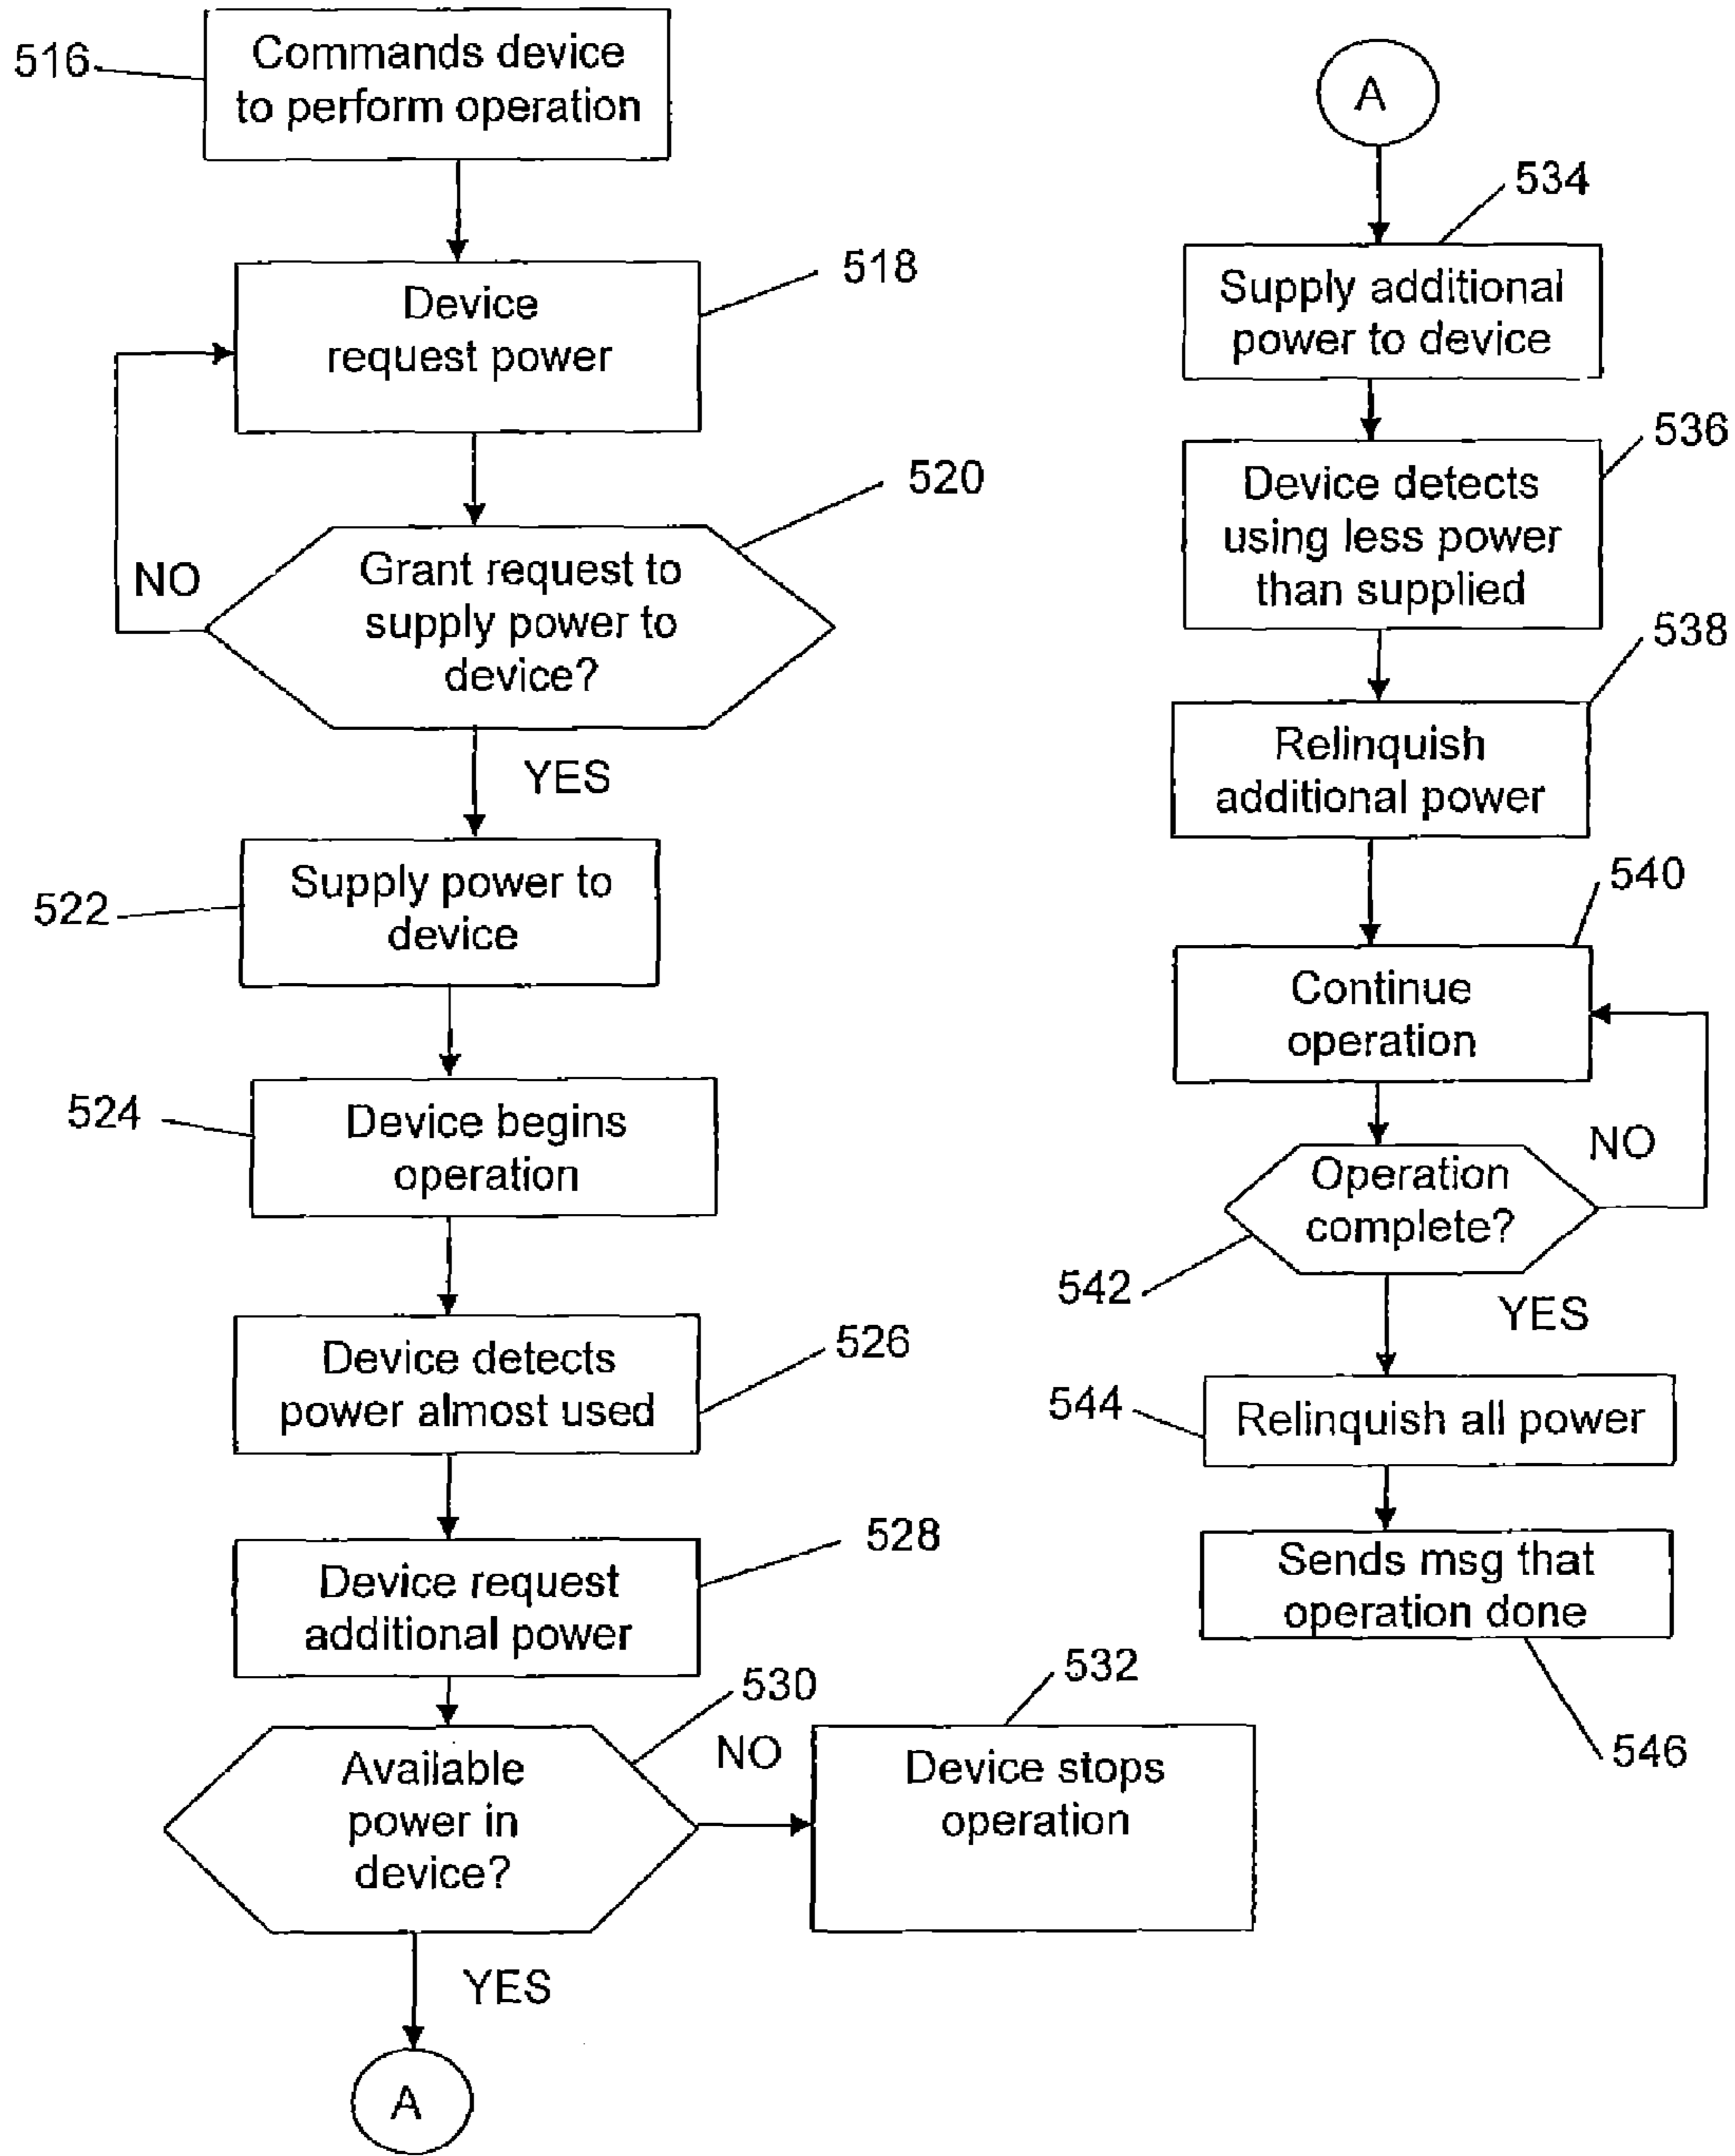 516
Commands device
to perform operation
518
Device
request power
520
NO
Grant request to
supply power to
device?
YES
522
Supply power to
device
524
Device begins
operation
526
Device detects
power almost used
528
Device request
additional power
530
Available
power in
device?
NO
532
Device stops
operation
YES
A
A
534
Supply additional
power to device
536
Device detects
using less power
than supplied
538
Relinquish
additional power
540
Continue
operation
NO
Operation
complete?
542
YES
544
Relinquish all power
Sends msg that
operation done
546